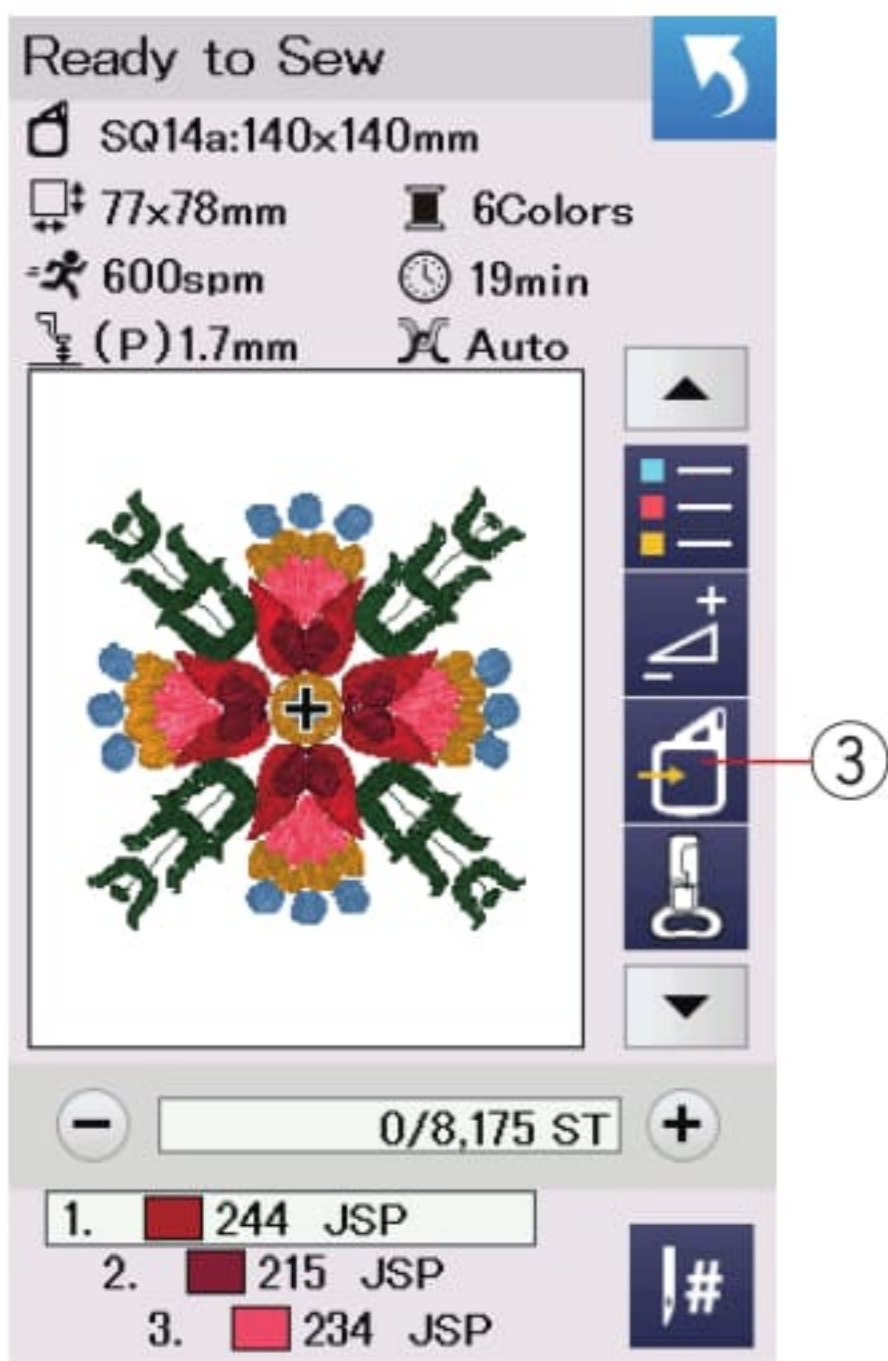 Ready to Sew
SQ14a:140x140mm
77x78mm 6Colors
600spm 19min
(P)1.7mm Auto
3
0/8,175 ST
1. 244 JSP
2. 215 JSP
3. 234 JSP
#